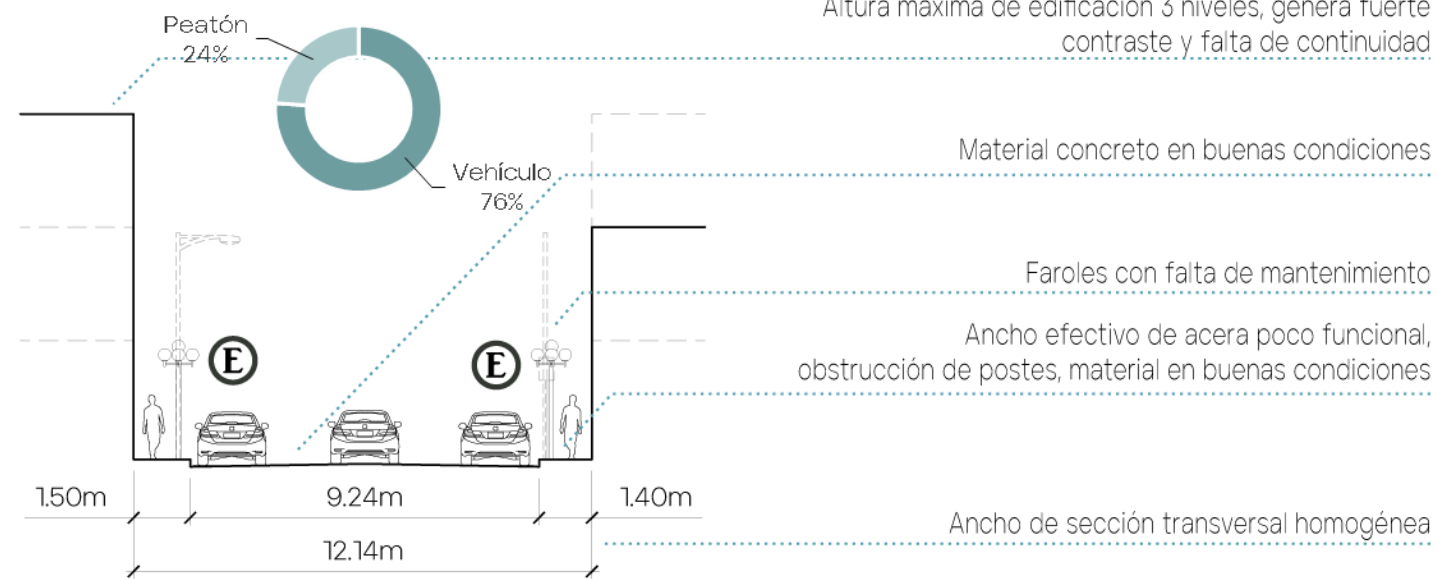 Altura máxima de edificación 3 niveles, genera fuerte
contraste y falta de continuidad
Peatón
24%
Vehículo
76%
Material concreto en buenas condiciones
Faroles con falta de mantenimiento
Ancho efectivo de acera poco funcional,
obstrucción de postes, material en buenas condiciones
E
E
1.50m
9.24m
1.40m
12.14m
Ancho de sección transversal homogénea